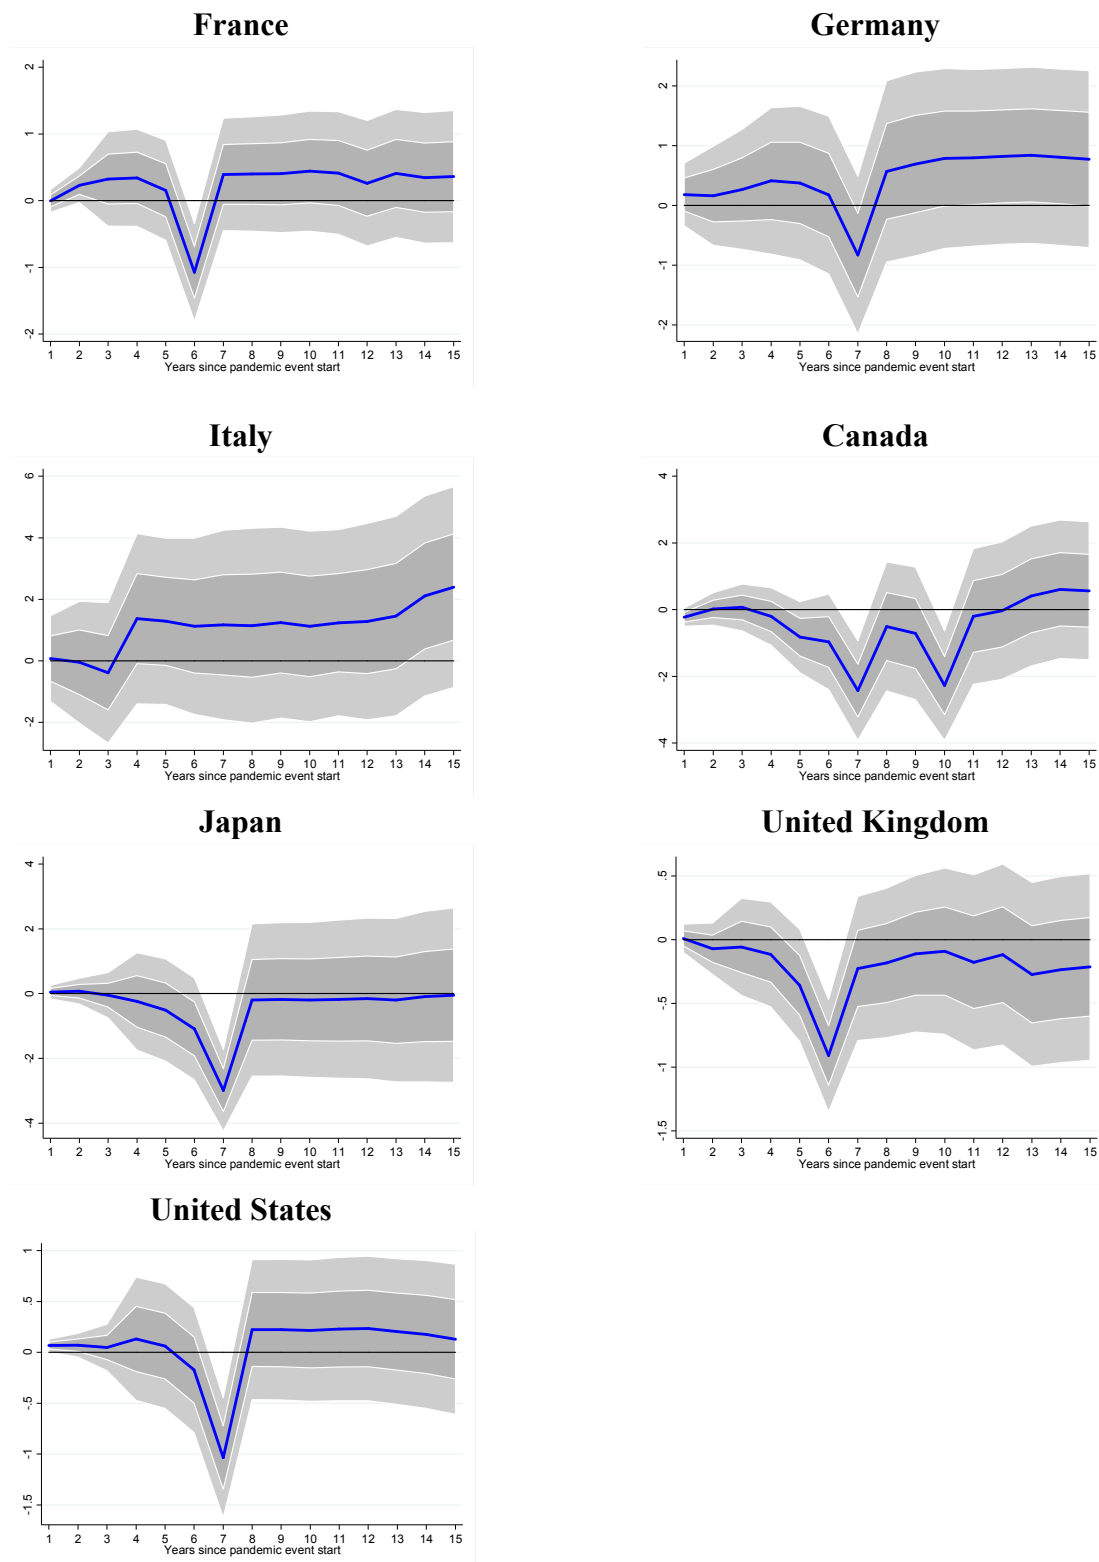 France
2
1
0
-1
-2
1 2 3 4 5 6 7 8 9 10 11 12 13 14 15
Years since pandemic event start
Germany
2
1
0
-1
-2
1 2 3 4 5 6 7 8 9 10 11 12 13 14 15
Years since pandemic event start
Italy
6
4
2
0
-2
1 2 3 4 5 6 7 8 9 10 11 12 13 14 15
Years since pandemic event start
Canada
4
2
0
-2
-4
1 2 3 4 5 6 7 8 9 10 11 12 13 14 15
Years since pandemic event start
Japan
4
2
0
-2
-4
1 2 3 4 5 6 7 8 9 10 11 12 13 14 15
Years since pandemic event start
United Kingdom
.5
0
-.5
-1
-1.5
1 2 3 4 5 6 7 8 9 10 11 12 13 14 15
Years since pandemic event start
United States
1
.5
0
-.5
-1
-1.5
1 2 3 4 5 6 7 8 9 10 11 12 13 14 15
Years since pandemic event start